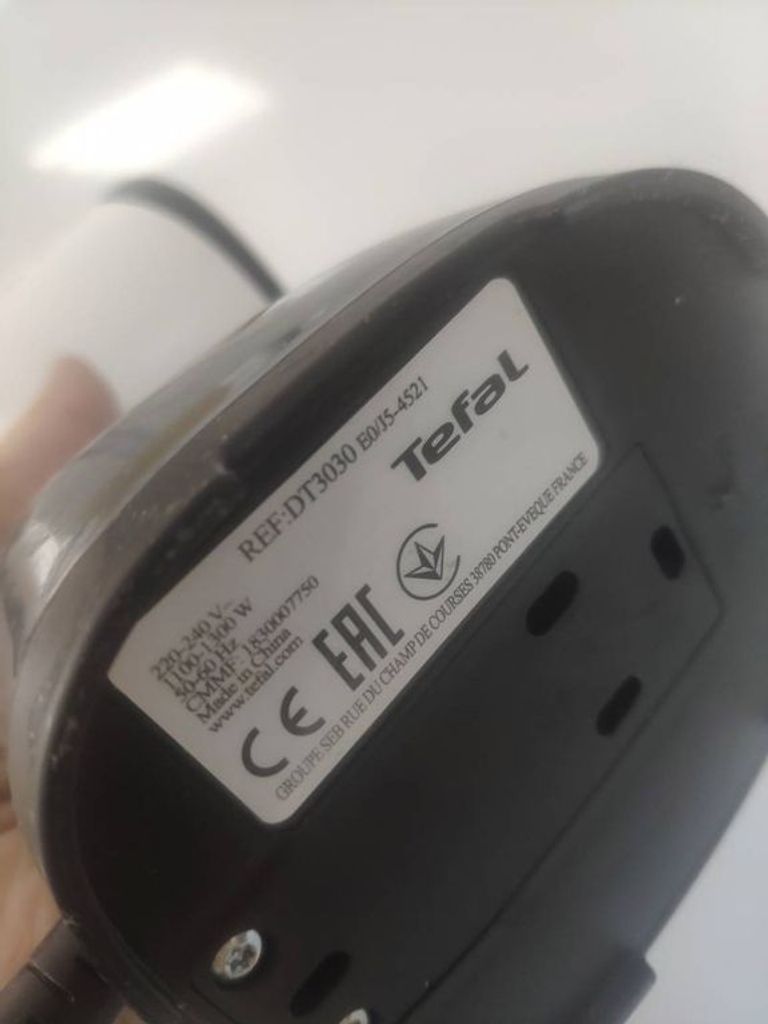 REF:DT3030 E0/J5-4521
Tefal
220-240 V~
1100-1300 W
50-60 Hz
CMMF: 1830007750
Made in China
www.tefal.com
CE EAC
GROUPE SEB RUE DU CHAMP DE COURSES 38780 PONT-EVEQUE FRANCE